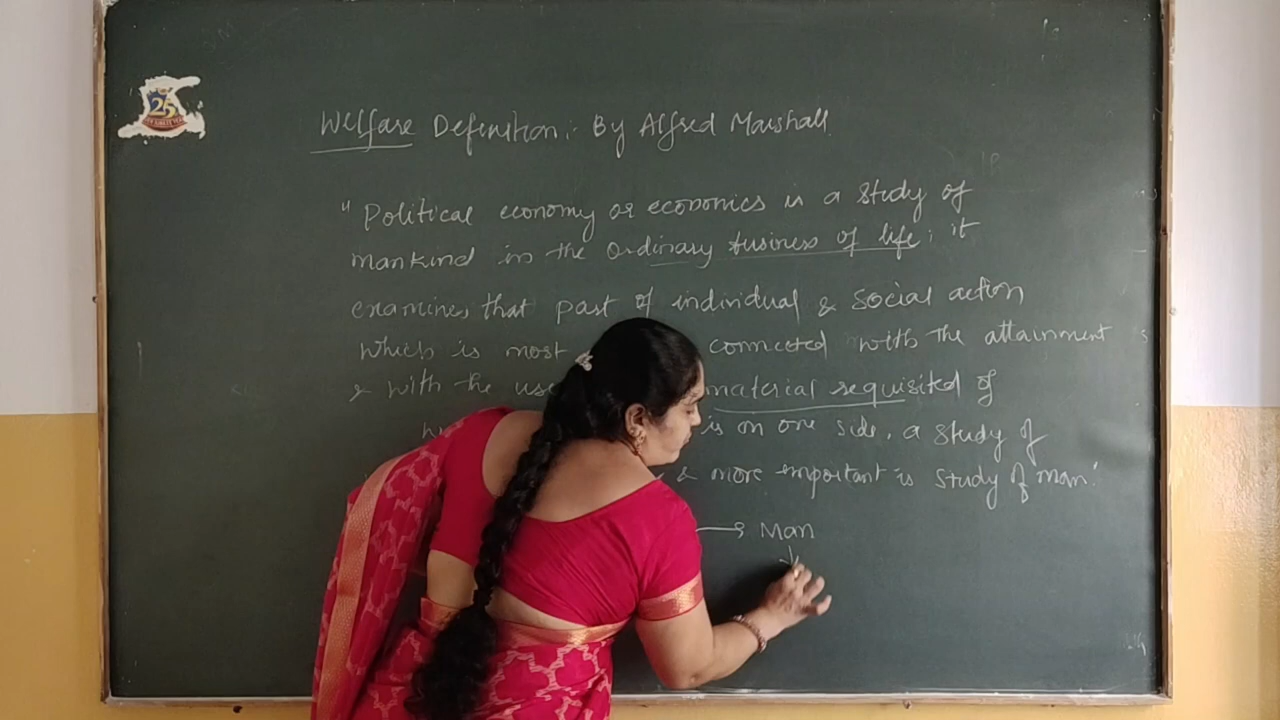 25
Welfare Definition:- By Alfred Marshall
" Political economy or economics is a study of
mankind in the ordinary business of life; it
examines that part of individual & social action
which is most connected with the attainment
& with the use material requisited of
is on one side, a study of
& more important is study of man"
→ Man